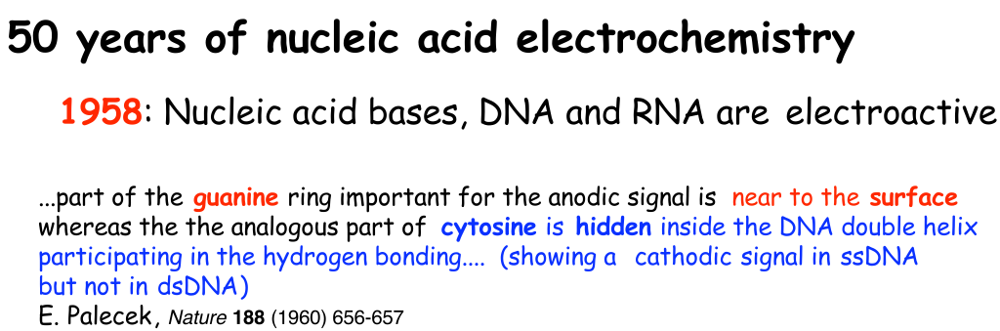 50 years of nucleic acid electrochemistry
1958: Nucleic acid bases, DNA and RNA are electroactive
...part of the guanine ring important for the anodic signal is near to the surface
whereas the the analogous part of cytosine is hidden inside the DNA double helix
participating in the hydrogen bonding.... (showing a cathodic signal in ssDNA
but not in dsDNA)
E. Palecek, Nature 188 (1960) 656-657